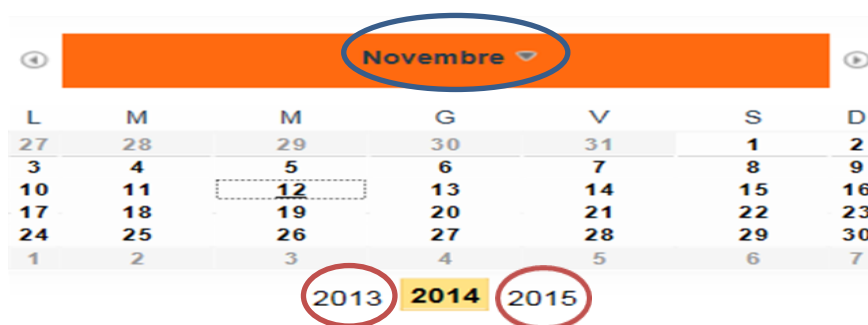 Novembre
L M M G V S D
27 28 29 30 31 1 2
3 4 5 6 7 8 9
10 11 12 13 14 15 16
17 18 19 20 21 22 23
24 25 26 27 28 29 30
1 2 3 4 5 6 7
2013 2014 2015